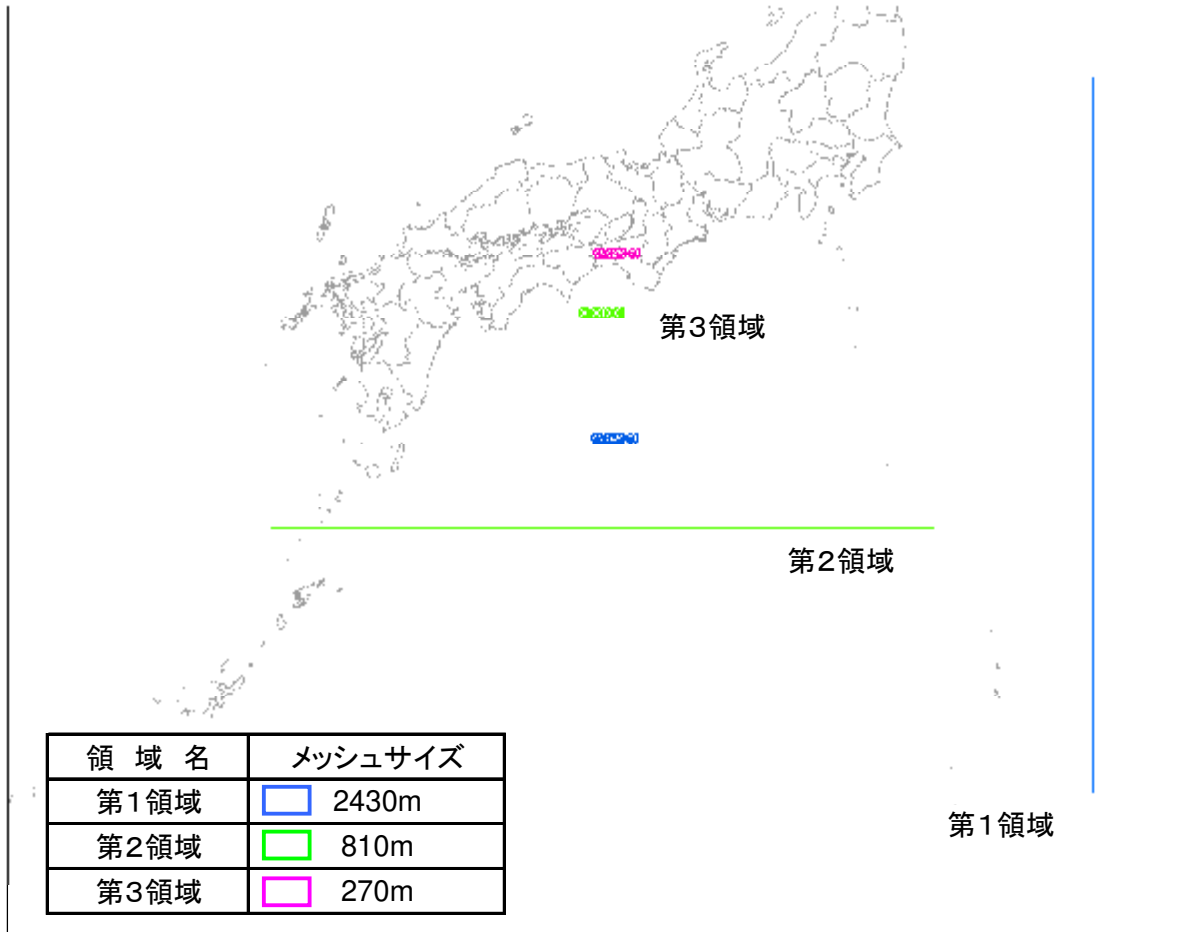 第3領域
第2領域
第1領域
領 域 名 メッシュサイズ
第1領域 2430m
第2領域 810m
第3領域 270m